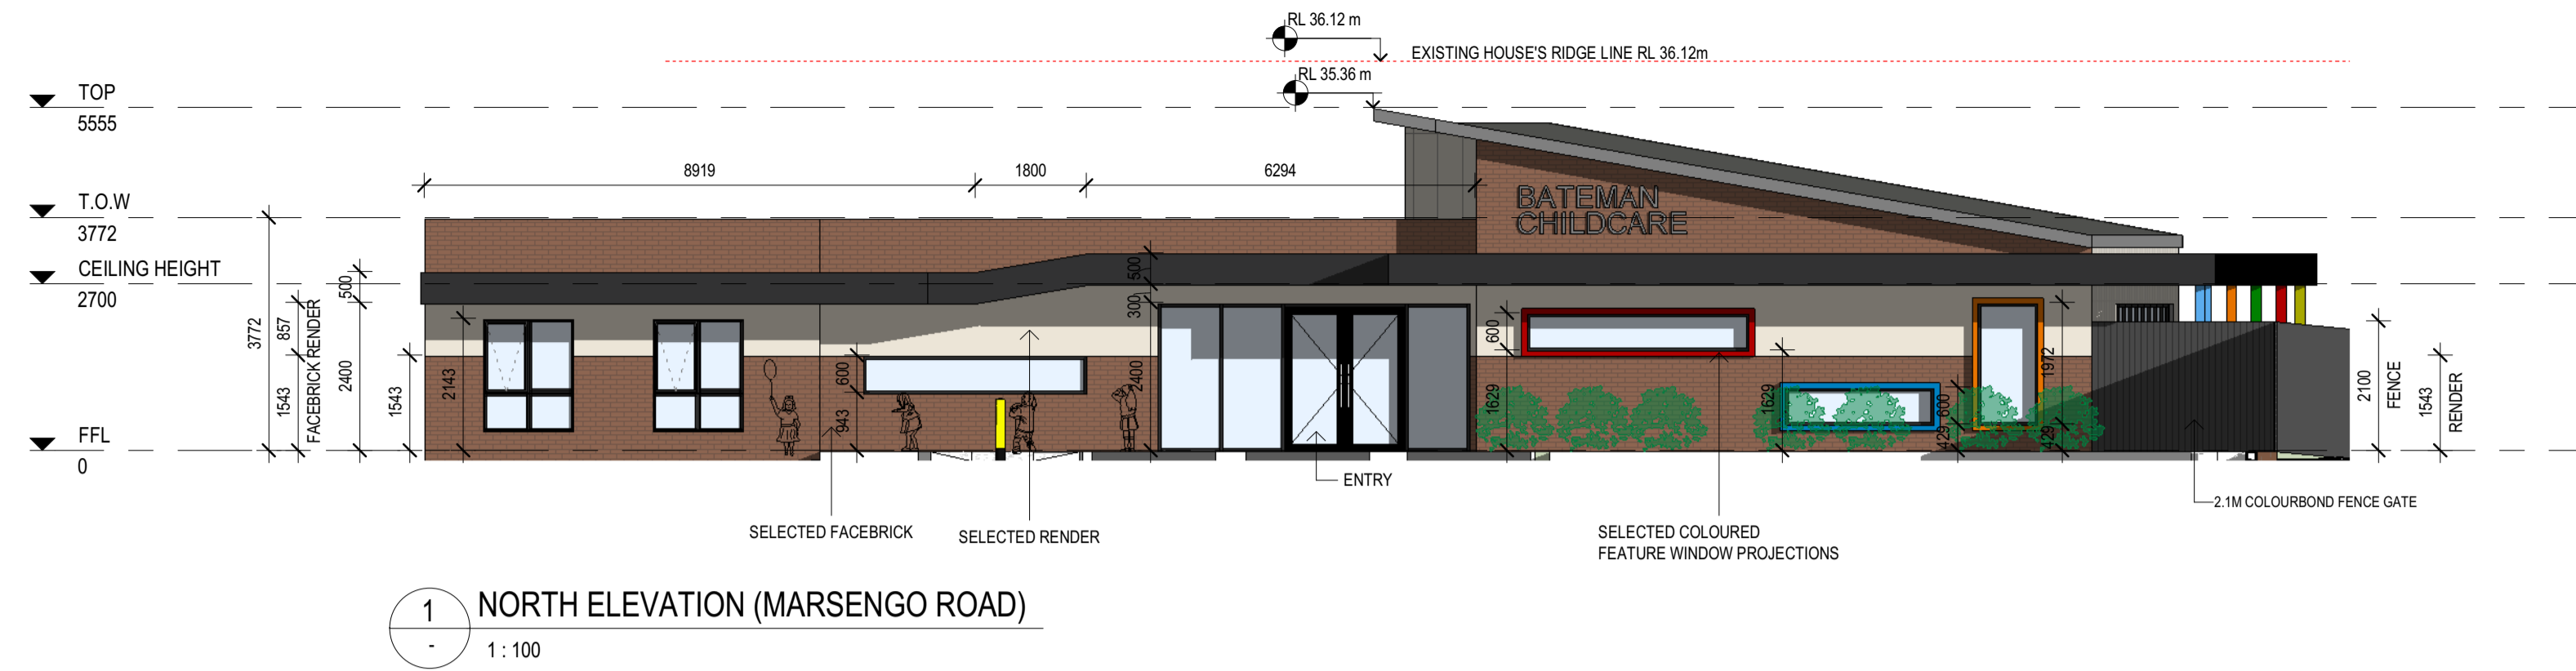 RL 36.12 m
EXISTING HOUSE'S RIDGE LINE RL 36.12m
RL 35.36 m
TOP
5555
8919
1800
6294
T.O.W
3772
BATEMAN
CHILDCARE
CEILING HEIGHT
2700
3772
1543
857
FACEBRICK RENDER
500
2400
1543
2143
600
943
500
300
2400
600
1629
1629
600
429
1972
429
2100
FENCE
1543
RENDER
FFL
0
ENTRY
SELECTED FACEBRICK
SELECTED RENDER
SELECTED COLOURED
FEATURE WINDOW PROJECTIONS
2.1M COLOURBOND FENCE GATE
1
NORTH ELEVATION (MARSENGO ROAD)
-
1 : 100